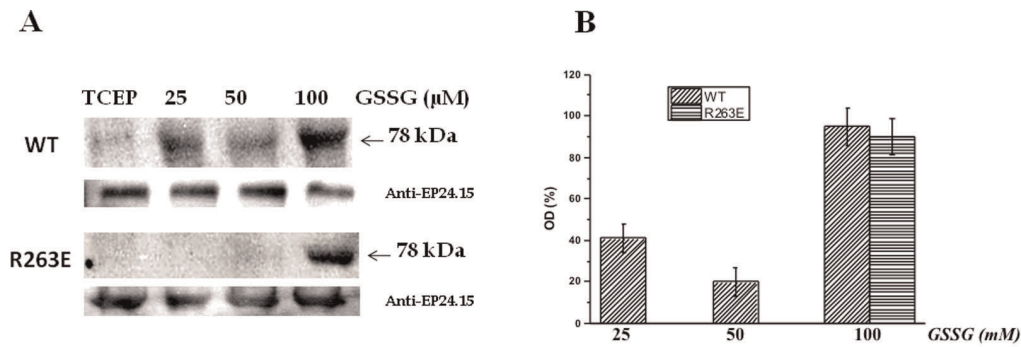 A
TCEP 25 50 100 GSSG (μM)
WT
← 78 kDa
Anti-EP24.15
R263E
← 78 kDa
Anti-EP24.15
B
120
100
80
60
40
20
0
OD (%)
WT
R263E
25 50 100 GSSG (mM)